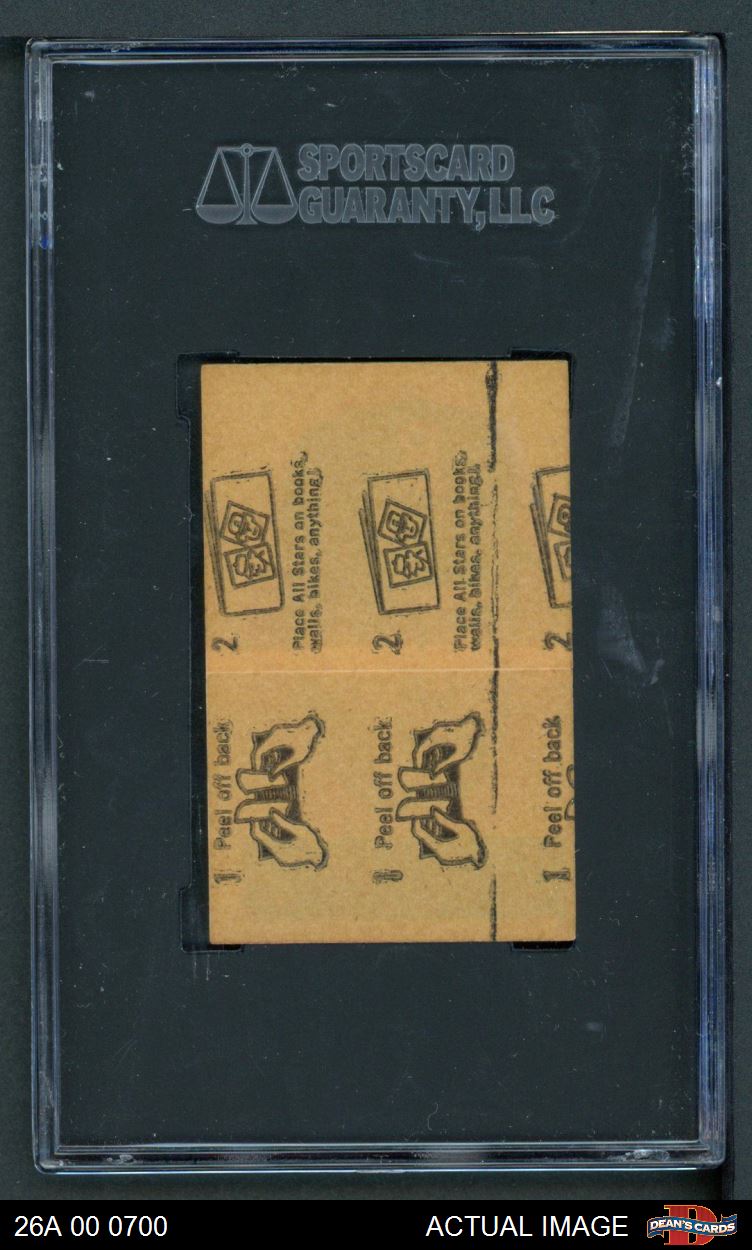 SPORTSCARD
GUARANTY, LLC
2
Place All Stars on books,
walls, bikes, anything!
2
Place All Stars on books,
walls, bikes, anything!
2
1 Peel off back
1 Peel off back
1 Peel off back
26A 00 0700
ACTUAL IMAGE
DEAN'S CARDS